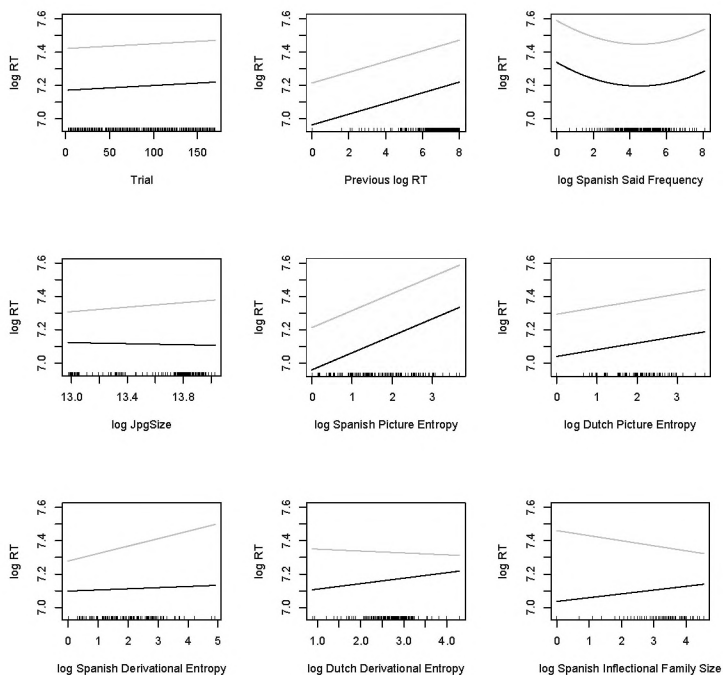 7.6
7.4
7.2
7.0
log RT
0 50 100 150
Trial
7.6
7.4
7.2
7.0
log RT
0 2 4 6 8
Previous log RT
7.6
7.4
7.2
7.0
log RT
0 2 4 6 8
log Spanish Said Frequency
7.6
7.4
7.2
7.0
log RT
13.0 13.4 13.8
log JpgSize
7.6
7.4
7.2
7.0
log RT
0 1 2 3
log Spanish Picture Entropy
7.6
7.4
7.2
7.0
log RT
0 1 2 3
log Dutch Picture Entropy
7.6
7.4
7.2
7.0
log RT
0 1 2 3 4 5
log Spanish Derivational Entropy
7.6
7.4
7.2
7.0
log RT
1.0 2.0 3.0 4.0
log Dutch Derivational Entropy
7.6
7.4
7.2
7.0
log RT
0 1 2 3 4
log Spanish Inflectional Family Size